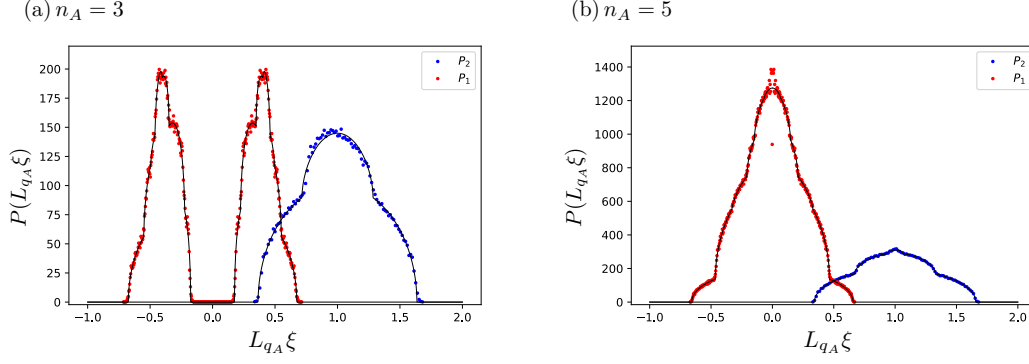 (a) n_A = 3
P(L_{q_A}ξ)
200
175
150
125
100
75
50
25
0
P_2
P_1
−1.0 −0.5 0.0 0.5 1.0 1.5 2.0
L_{q_A}ξ
(b) n_A = 5
P(L_{q_A}ξ)
1400
1200
1000
800
600
400
200
0
P_2
P_1
−1.0 −0.5 0.0 0.5 1.0 1.5 2.0
L_{q_A}ξ